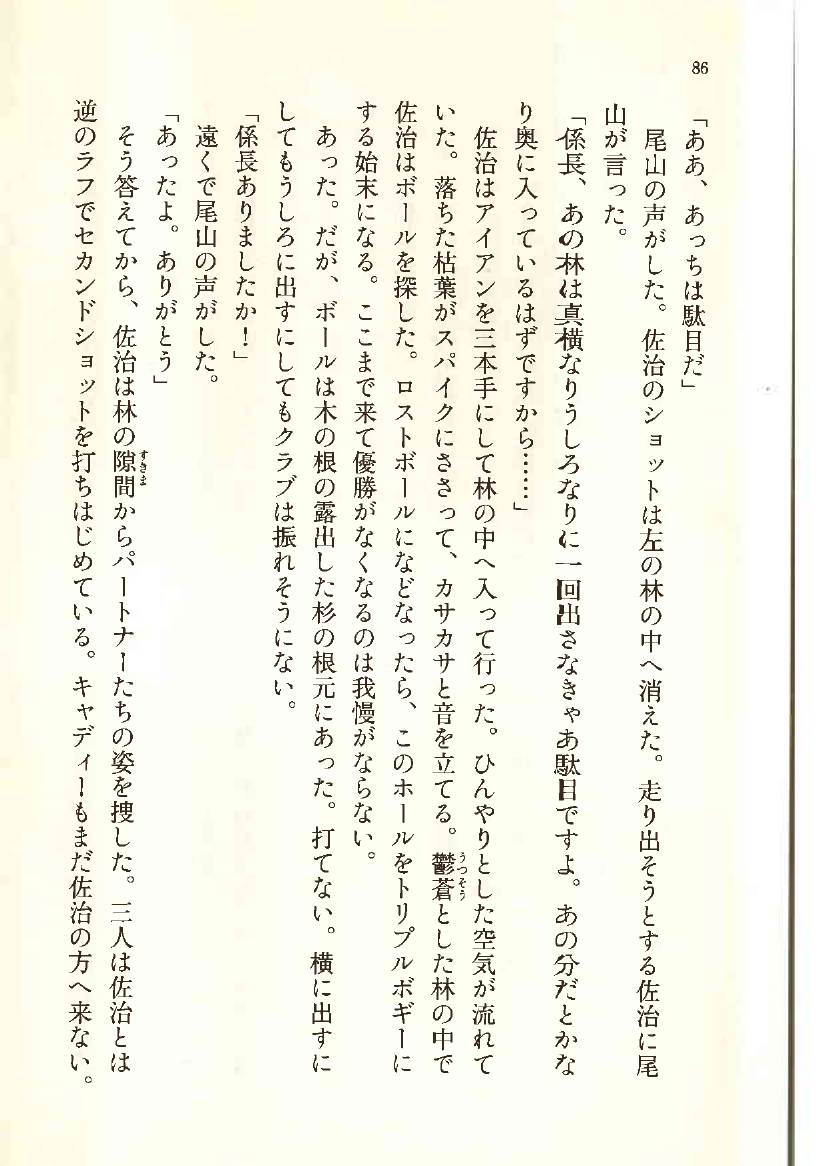 86
「ああ、あっちは駄目だ」
尾山の声がした。佐治のショットは左の林の中へ消えた。走り出そうとする佐治に尾
山が言った。
「係長、あの林は真横なりうしろなりに一回出さなきゃあ駄目ですよ。あの分だとかな
り奥に入っているはずですから……」
佐治はアイアンを三本手にして林の中へ入って行った。ひんやりとした空気が流れて
いた。落ちた枯葉がスパイクにささって、カサカサと音を立てる。鬱蒼とした林の中で
佐治はボールを探した。ロストボールになどなったら、このホールをトリプルボギーに
する始末になる。ここまで来て優勝がなくなるのは我慢がならない。
あった。だが、ボールは木の根の露出した杉の根元にあった。打てない。横に出すに
してもうしろに出すにしてもクラブは振れそうにない。
「係長ありましたか！」
遠くで尾山の声がした。
「あったよ。ありがとう」
そう答えてから、佐治は林の隙間からパートナーたちの姿を捜した。三人は佐治とは
逆のラフでセカンドショットを打ちはじめている。キャディーもまだ佐治の方へ来ない。